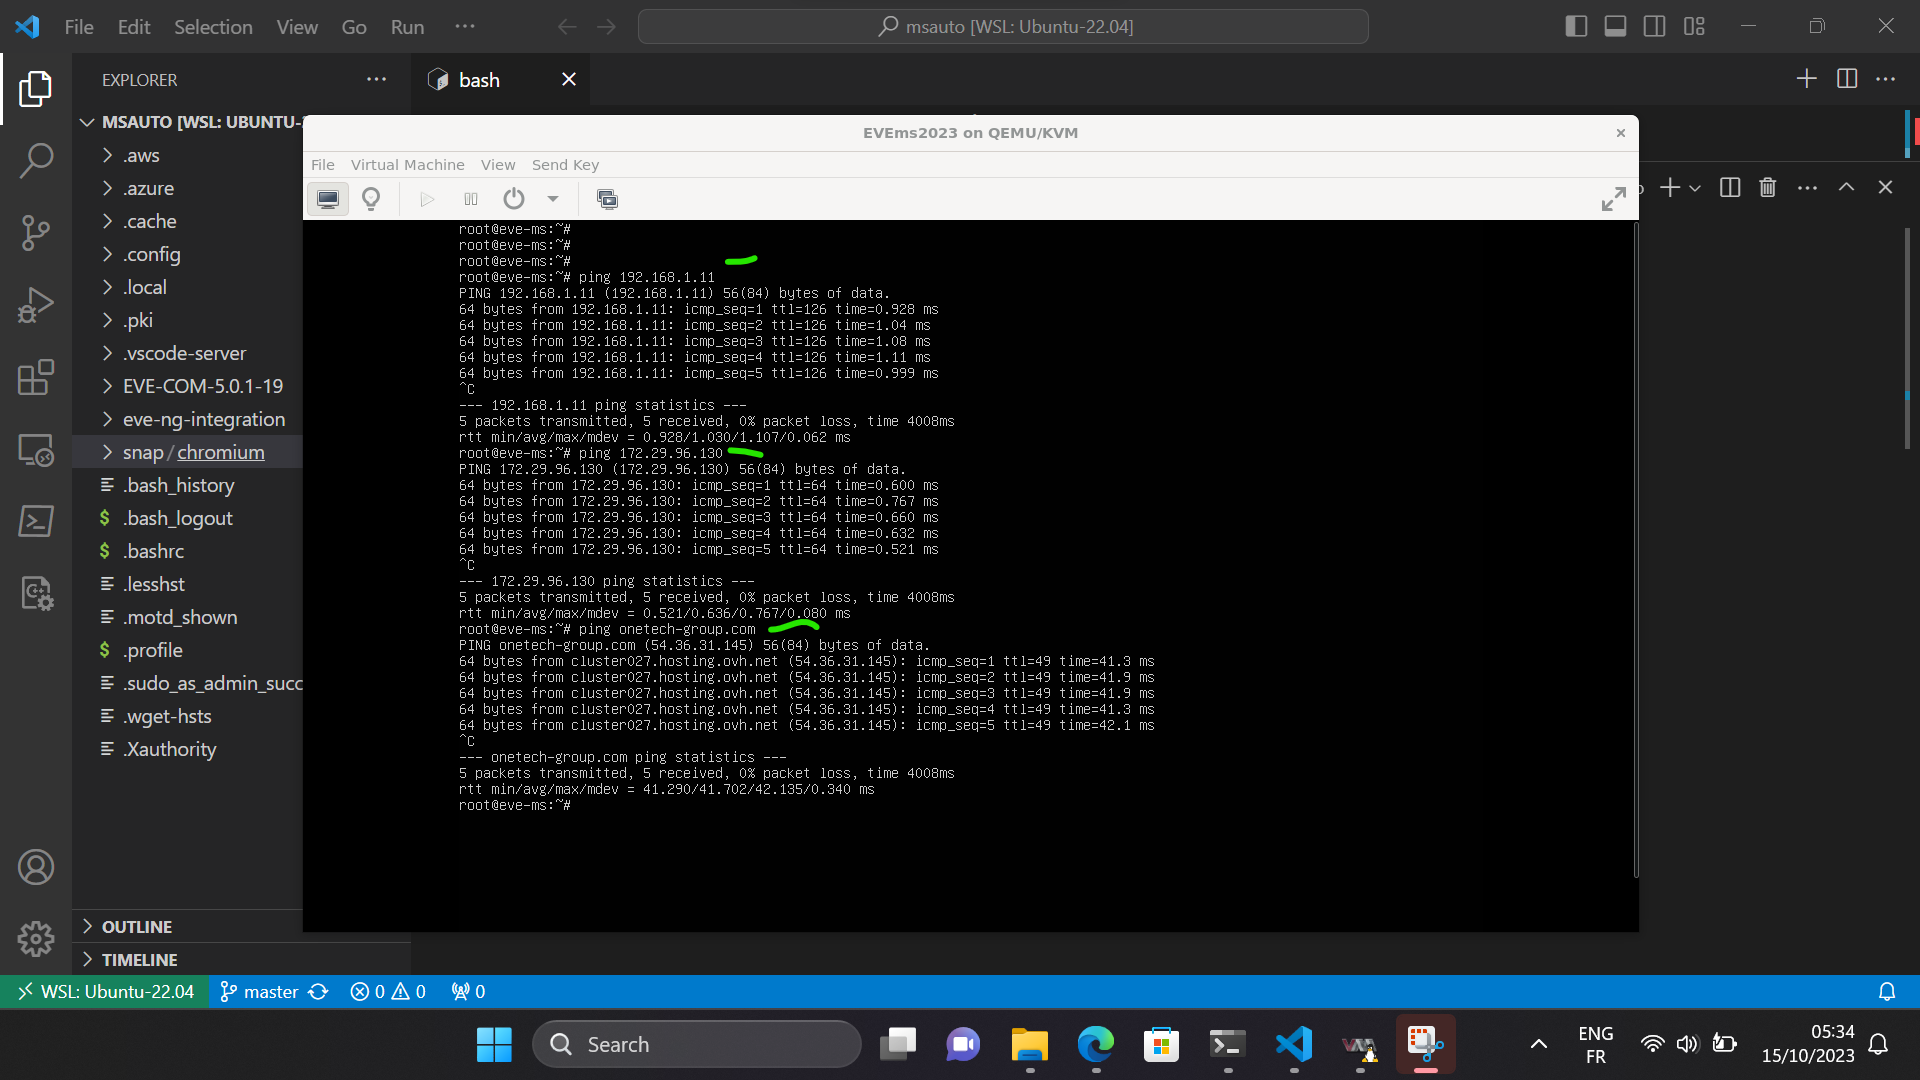 File Edit Selection View Go Run ···
msauto [WSL: Ubuntu-22.04]
EXPLORER ···
bash
MSAUTO [WSL: UBUNTU-
.aws
.azure
.cache
.config
.local
.pki
.vscode-server
EVE-COM-5.0.1-19
eve-ng-integration
snap/chromium
.bash_history
.bash_logout
.bashrc
.lesshst
.motd_shown
.profile
.sudo_as_admin_succ
.wget-hsts
.Xauthority
OUTLINE
TIMELINE
EVEms2023 on QEMU/KVM
File Virtual Machine View Send Key
root@eve-ms:~#
root@eve-ms:~#
root@eve-ms:~#
root@eve-ms:~# ping 192.168.1.11
PING 192.168.1.11 (192.168.1.11) 56(84) bytes of data.
64 bytes from 192.168.1.11: icmp_seq=1 ttl=126 time=0.928 ms
64 bytes from 192.168.1.11: icmp_seq=2 ttl=126 time=1.04 ms
64 bytes from 192.168.1.11: icmp_seq=3 ttl=126 time=1.08 ms
64 bytes from 192.168.1.11: icmp_seq=4 ttl=126 time=1.11 ms
64 bytes from 192.168.1.11: icmp_seq=5 ttl=126 time=0.999 ms
^C
--- 192.168.1.11 ping statistics ---
5 packets transmitted, 5 received, 0% packet loss, time 4008ms
rtt min/avg/max/mdev = 0.928/1.030/1.107/0.062 ms
root@eve-ms:~# ping 172.29.96.130
PING 172.29.96.130 (172.29.96.130) 56(84) bytes of data.
64 bytes from 172.29.96.130: icmp_seq=1 ttl=64 time=0.600 ms
64 bytes from 172.29.96.130: icmp_seq=2 ttl=64 time=0.767 ms
64 bytes from 172.29.96.130: icmp_seq=3 ttl=64 time=0.660 ms
64 bytes from 172.29.96.130: icmp_seq=4 ttl=64 time=0.632 ms
64 bytes from 172.29.96.130: icmp_seq=5 ttl=64 time=0.521 ms
^C
--- 172.29.96.130 ping statistics ---
5 packets transmitted, 5 received, 0% packet loss, time 4008ms
rtt min/avg/max/mdev = 0.521/0.636/0.767/0.080 ms
root@eve-ms:~# ping onetech-group.com
PING onetech-group.com (54.36.31.145) 56(84) bytes of data.
64 bytes from cluster027.hosting.ovh.net (54.36.31.145): icmp_seq=1 ttl=49 time=41.3 ms
64 bytes from cluster027.hosting.ovh.net (54.36.31.145): icmp_seq=2 ttl=49 time=41.9 ms
64 bytes from cluster027.hosting.ovh.net (54.36.31.145): icmp_seq=3 ttl=49 time=41.9 ms
64 bytes from cluster027.hosting.ovh.net (54.36.31.145): icmp_seq=4 ttl=49 time=41.3 ms
64 bytes from cluster027.hosting.ovh.net (54.36.31.145): icmp_seq=5 ttl=49 time=42.1 ms
^C
--- onetech-group.com ping statistics ---
5 packets transmitted, 5 received, 0% packet loss, time 4008ms
rtt min/avg/max/mdev = 41.290/41.702/42.135/0.340 ms
root@eve-ms:~#
WSL: Ubuntu-22.04 master 0 0 0
Search
ENG
FR
05:34
15/10/2023